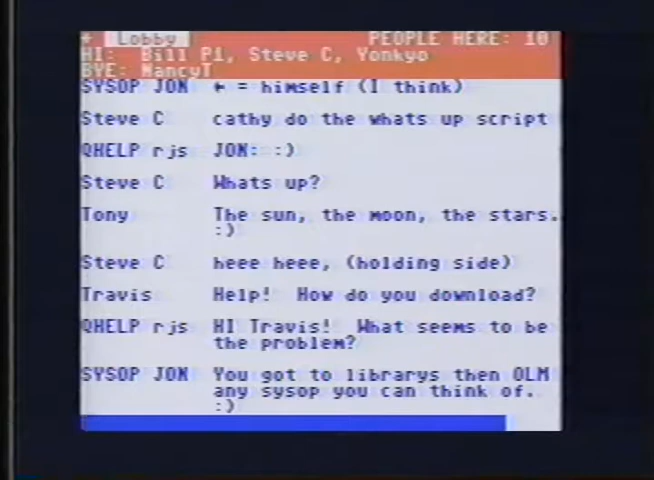 ← Lobby PEOPLE HERE: 10
HI: Bill P1, Steve C, Yonkyo
BYE: NancyT
SYSOP JON ← = himself (I think)
Steve C cathy do the whats up script
QHELP rjs JON: :)
Steve C Whats up?
Tony The sun, the moon, the stars.
:)
Steve C heee heee, (holding side)
Travis Help! How do you download?
QHELP rjs HI Travis! What seems to be
the problem?
SYSOP JON You got to librarys then OLM
any sysop you can think of.
:)